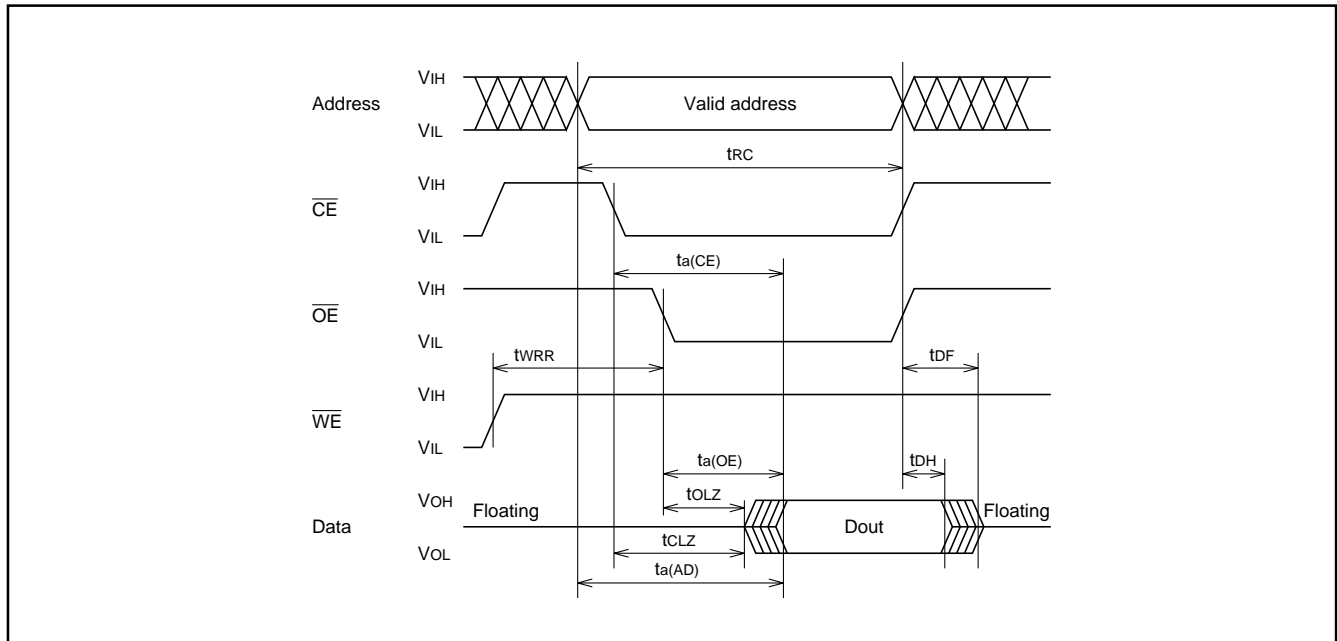 VIH
Address
Valid address
VIL
tRC
VIH
CE
VIL
ta(CE)
VIH
OE
VIL
tWRR
tDF
VIH
WE
VIL
ta(OE)
tDH
tOLZ
VOH
Floating
Floating
Data
Dout
VOL
tCLZ
ta(AD)